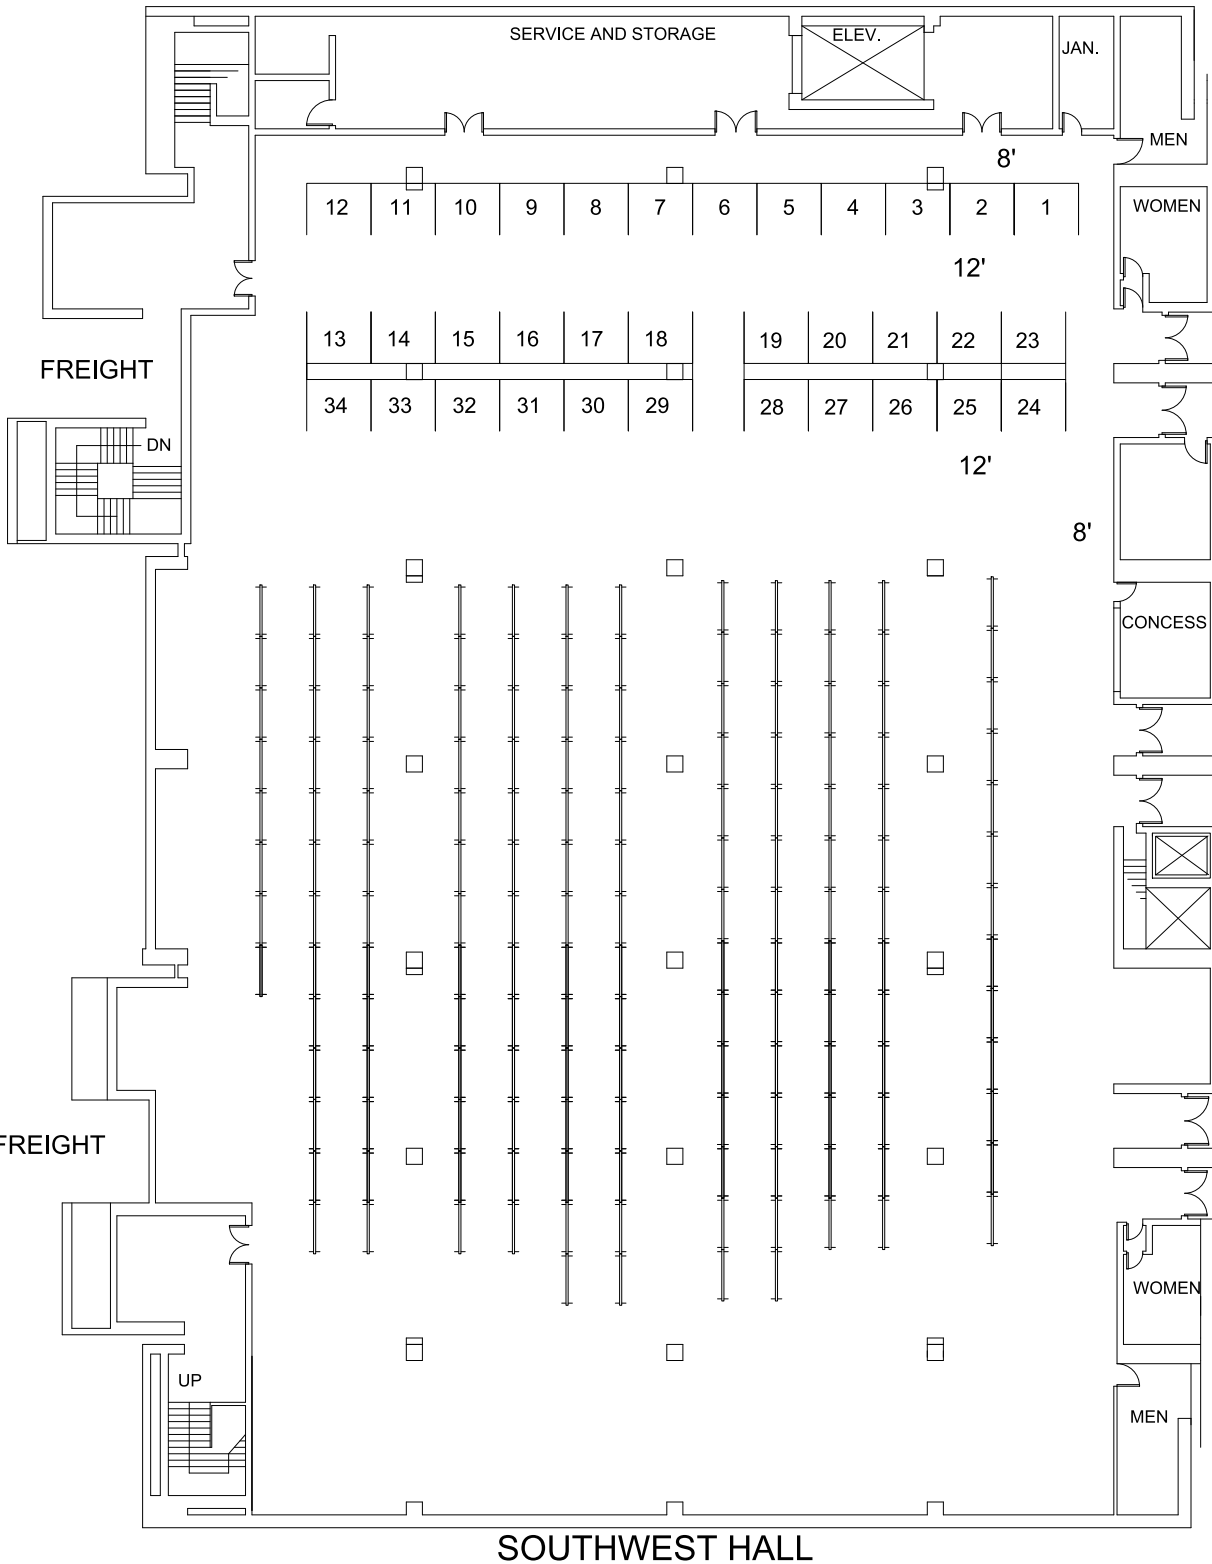 SERVICE AND STORAGE
ELEV.
JAN.
MEN
8'
12 11 10 9 8 7 6 5 4 3 2 1
WOMEN
12'
13 14 15 16 17 18 19 20 21 22 23
FREIGHT
34 33 32 31 30 29 28 27 26 25 24
DN
12'
8'
CONCESS
FREIGHT
WOMEN
UP
MEN
SOUTHWEST HALL